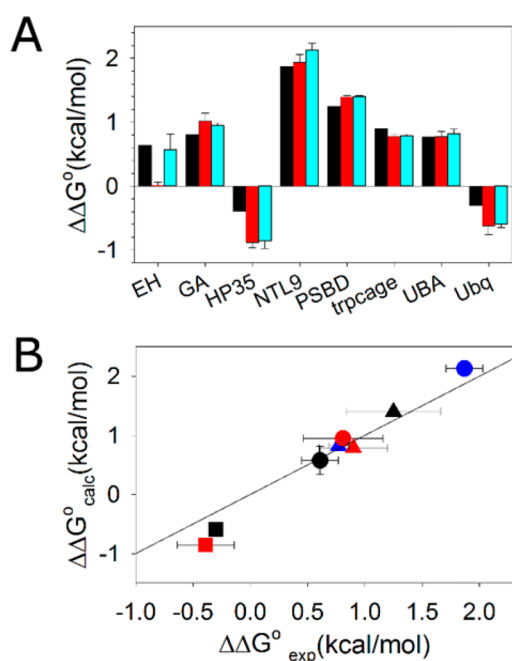 A
ΔΔG°(kcal/mol)
2
1
0
-1
EH GA HP35 NTL9 PSBD trpcage UBA Ubq
B
ΔΔG°calc(kcal/mol)
2
1
0
-1
-1.0 -0.5 0.0 0.5 1.0 1.5 2.0
ΔΔG°exp(kcal/mol)